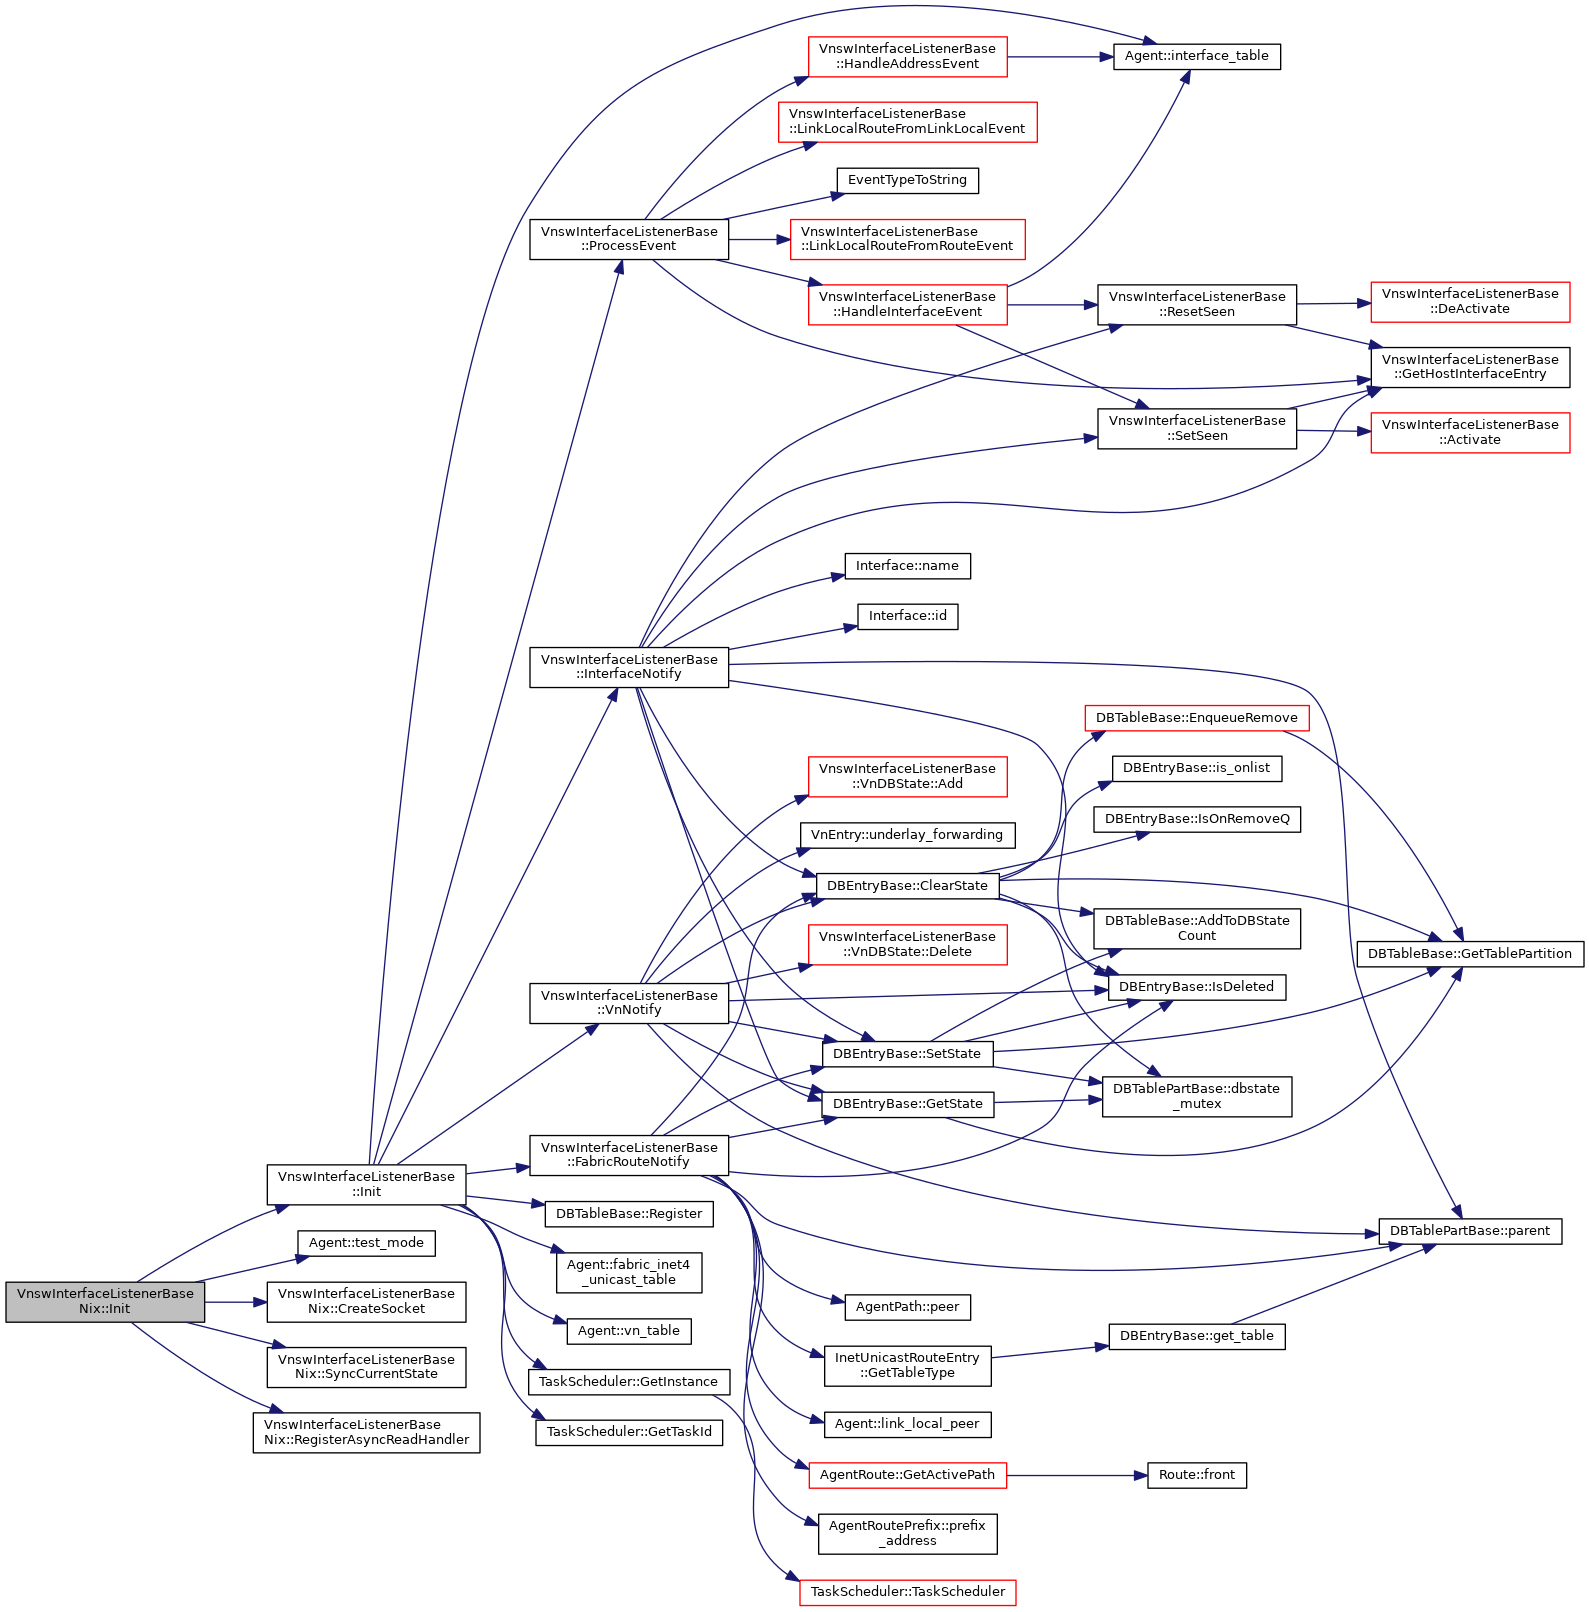 VnswInterfaceListenerBase
Nix::Init
VnswInterfaceListenerBase
::Init
Agent::test_mode
VnswInterfaceListenerBase
Nix::CreateSocket
VnswInterfaceListenerBase
Nix::SyncCurrentState
VnswInterfaceListenerBase
Nix::RegisterAsyncReadHandler
VnswInterfaceListenerBase
::ProcessEvent
VnswInterfaceListenerBase
::InterfaceNotify
VnswInterfaceListenerBase
::VnNotify
VnswInterfaceListenerBase
::FabricRouteNotify
DBTableBase::Register
Agent::fabric_inet4
_unicast_table
Agent::vn_table
TaskScheduler::GetInstance
TaskScheduler::GetTaskId
VnswInterfaceListenerBase
::HandleAddressEvent
VnswInterfaceListenerBase
::LinkLocalRouteFromLinkLocalEvent
EventTypeToString
VnswInterfaceListenerBase
::LinkLocalRouteFromRouteEvent
VnswInterfaceListenerBase
::HandleInterfaceEvent
Interface::name
Interface::id
VnswInterfaceListenerBase
::VnDBState::Add
VnEntry::underlay_forwarding
DBEntryBase::ClearState
VnswInterfaceListenerBase
::VnDBState::Delete
DBEntryBase::SetState
DBEntryBase::GetState
AgentPath::peer
InetUnicastRouteEntry
::GetTableType
Agent::link_local_peer
AgentRoute::GetActivePath
AgentRoutePrefix::prefix
_address
TaskScheduler::TaskScheduler
Agent::interface_table
VnswInterfaceListenerBase
::ResetSeen
VnswInterfaceListenerBase
::SetSeen
DBTableBase::EnqueueRemove
DBEntryBase::is_onlist
DBEntryBase::IsOnRemoveQ
DBTableBase::AddToDBState
Count
DBEntryBase::IsDeleted
DBTablePartBase::dbstate
_mutex
DBEntryBase::get_table
Route::front
VnswInterfaceListenerBase
::DeActivate
VnswInterfaceListenerBase
::GetHostInterfaceEntry
VnswInterfaceListenerBase
::Activate
DBTableBase::GetTablePartition
DBTablePartBase::parent